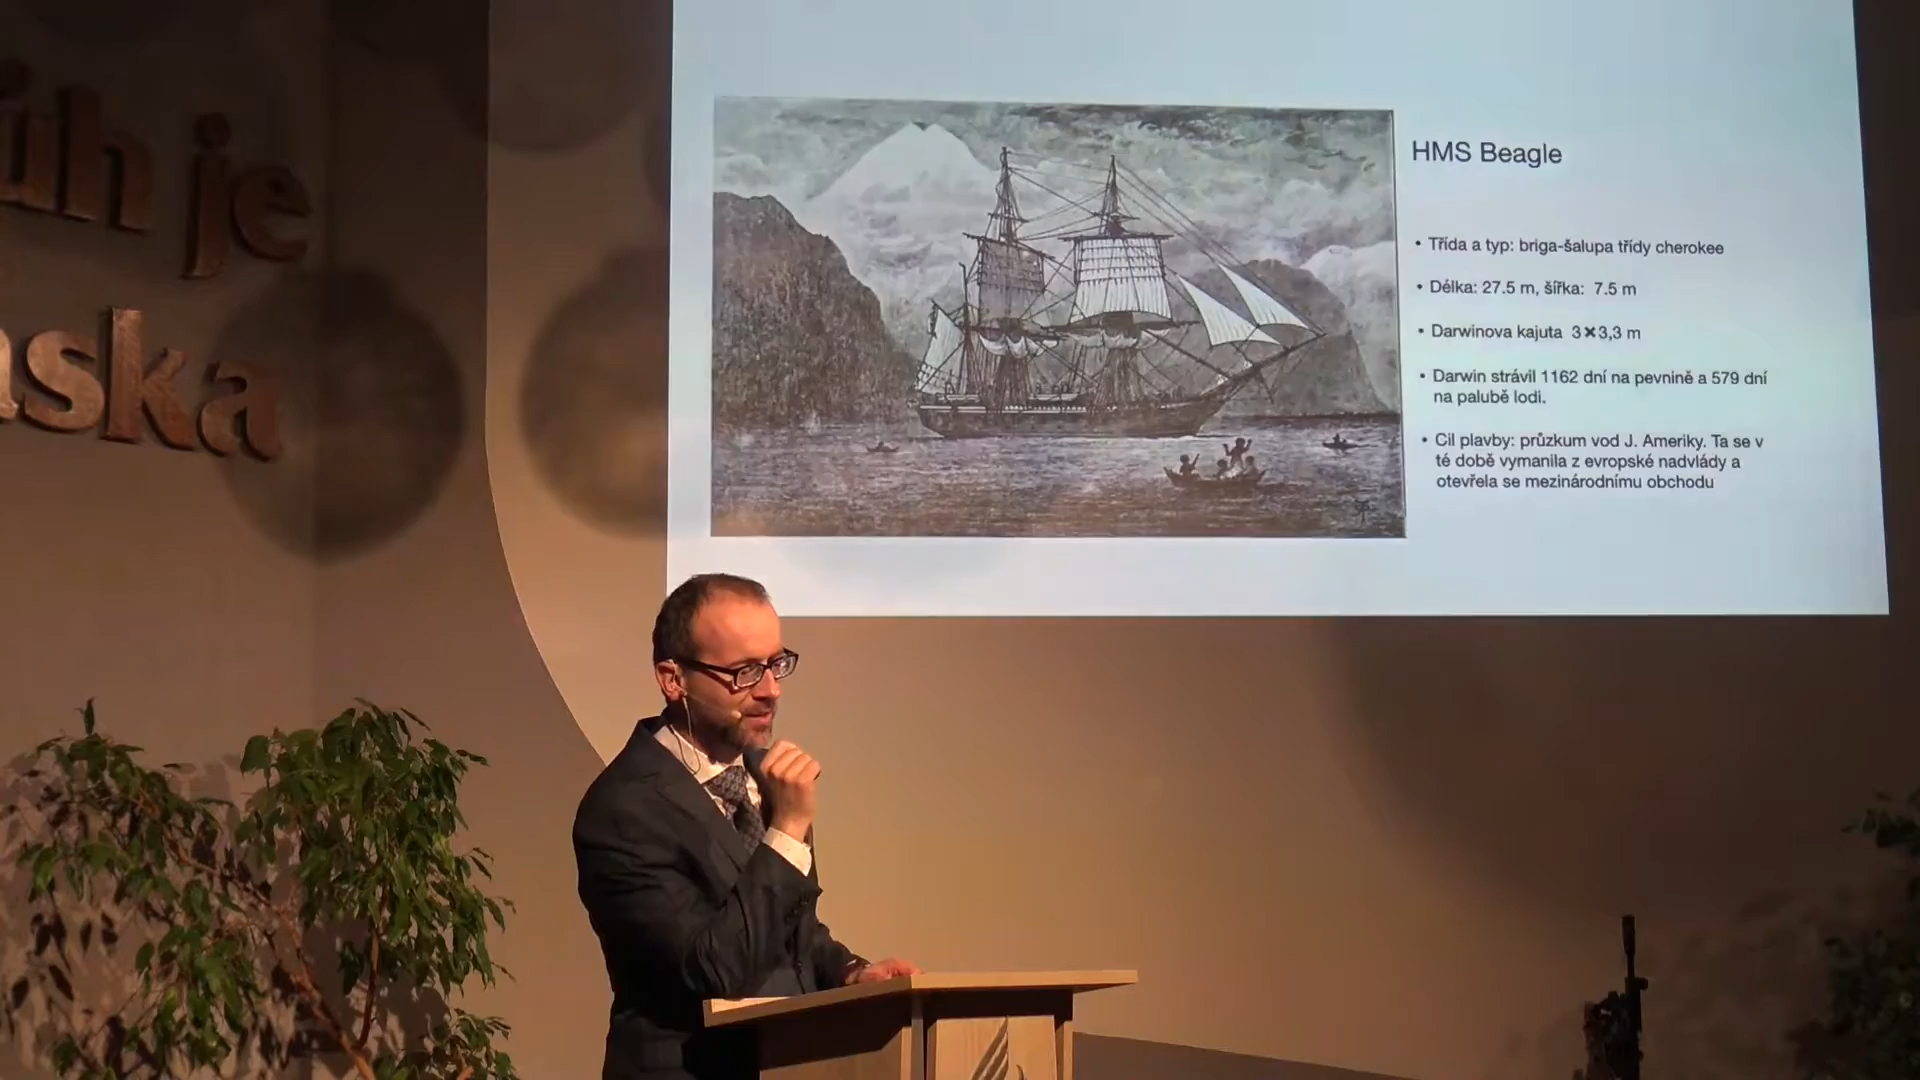 ůh je
áska
HMS Beagle
• Třída a typ: briga-šalupa třídy cherokee
• Délka: 27.5 m, šířka: 7.5 m
• Darwinova kajuta 3×3,3 m
• Darwin strávil 1162 dní na pevnině a 579 dní
na palubě lodi.
• Cil plavby: průzkum vod J. Ameriky. Ta se v
té době vymanila z evropské nadvlády a
otevřela se mezinárodnímu obchodu